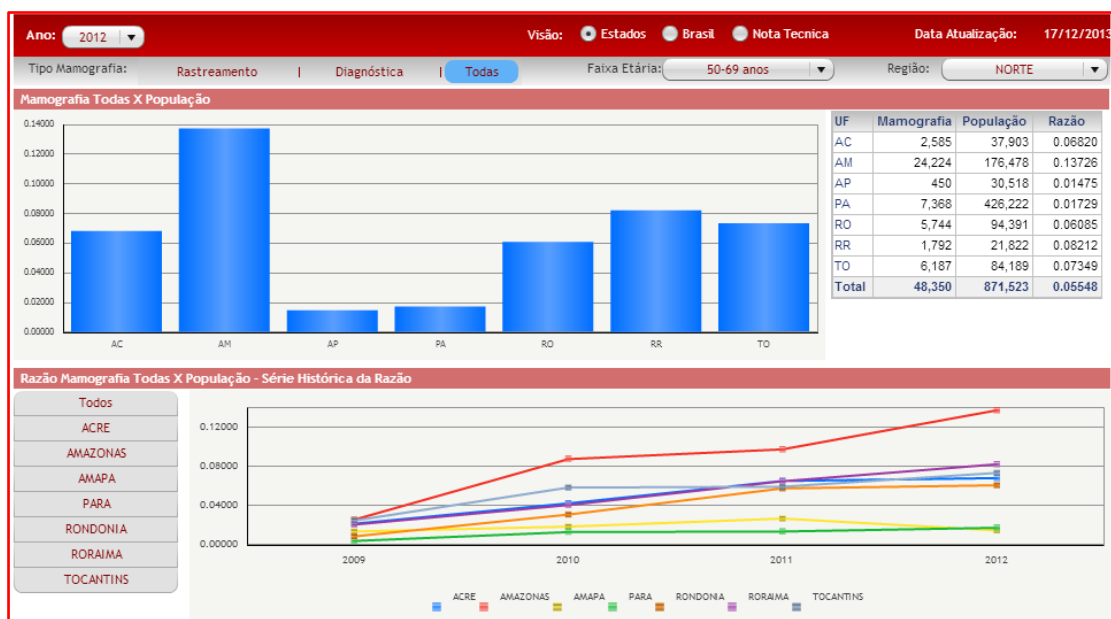 Ano: 2012 Visão: Estados Brasil Nota Tecnica Data Atualização: 17/12/2013
Tipo Mamografia: Rastreamento | Diagnóstica | Todas Faixa Etária: 50-69 anos Região: NORTE
Mamografia Todas X População
0.14000
0.12000
0.10000
0.08000
0.06000
0.04000
0.02000
0.00000
AC AM AP PA RO RR TO
UF Mamografia População Razão
AC 2,585 37,903 0.06820
AM 24,224 176,478 0.13726
AP 450 30,518 0.01475
PA 7,368 426,222 0.01729
RO 5,744 94,391 0.06085
RR 1,792 21,822 0.08212
TO 6,187 84,189 0.07349
Total 48,350 871,523 0.05548
Razão Mamografia Todas X População - Série Histórica da Razão
Todos
ACRE
AMAZONAS
AMAPA
PARA
RONDONIA
RORAIMA
TOCANTINS
0.12000
0.08000
0.04000
0.00000
2009 2010 2011 2012
ACRE AMAZONAS AMAPA PARA RONDONIA RORAIMA TOCANTINS